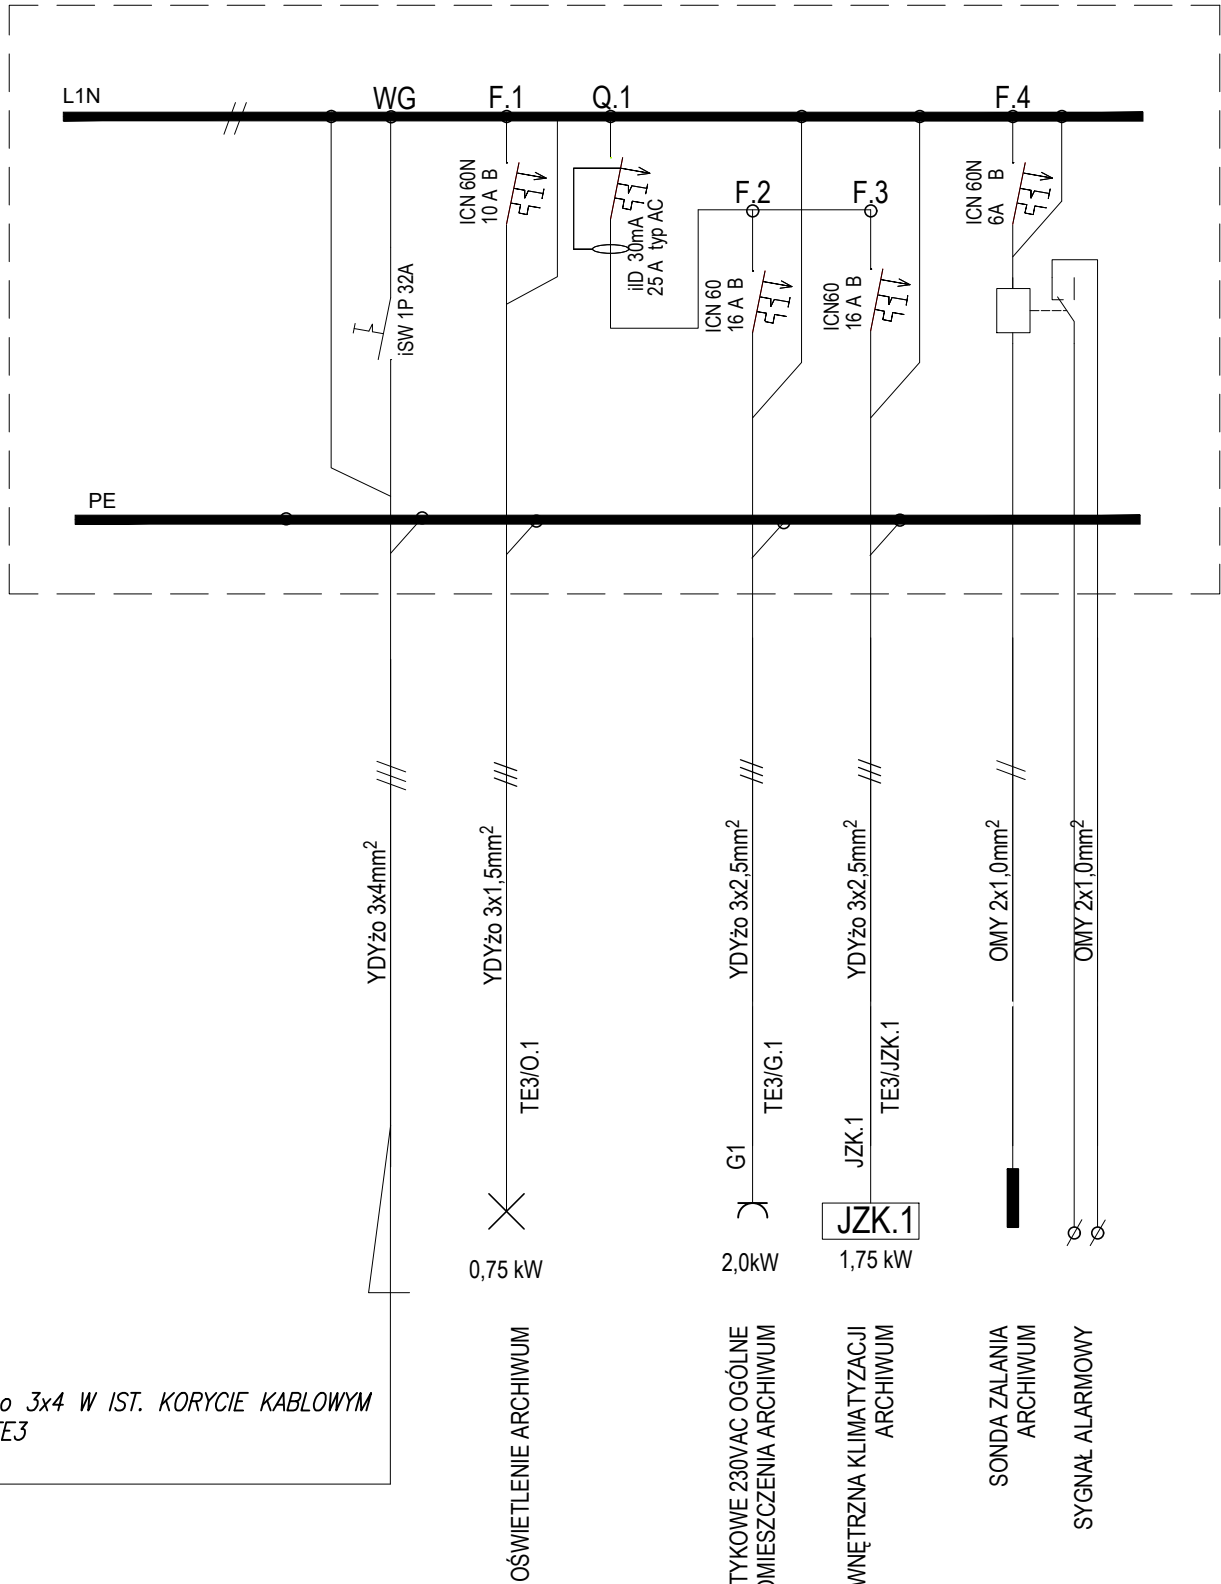 L1N
WG
F.1
Q.1
F.4
ICN 60N
10 A B
iID 30mA
25 A typ AC
F.2
F.3
ICN 60N
6A B
iSW 1P 32A
ICN 60
16 A B
ICN60
16 A B
PE
YDYżo 3x4mm²
YDYżo 3x1,5mm²
YDYżo 3x2,5mm²
YDYżo 3x2,5mm²
OMY 2x1,0mm²
OMY 2x1,0mm²
TE3/O.1
TE3/G.1
TE3/JZK.1
G1
JZK.1
JZK.1
0,75 kW
2,0kW
1,75 kW
3x4 W IST. KORYCIE KABLOWYM
TE3
OŚWIETLENIE ARCHIWUM
TYKOWE 230VAC OGÓLNE
OMIESZCZENIA ARCHIWUM
WNĘTRZNA KLIMATYZACJI
ARCHIWUM
SONDA ZALANIA
ARCHIWUM
SYGNAŁ ALARMOWY